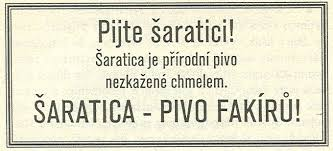 Pijte šaratici!
Šaratica je přírodní pivo
nezkažené chmelem.
ŠARATICA - PIVO FAKÍRŮ!